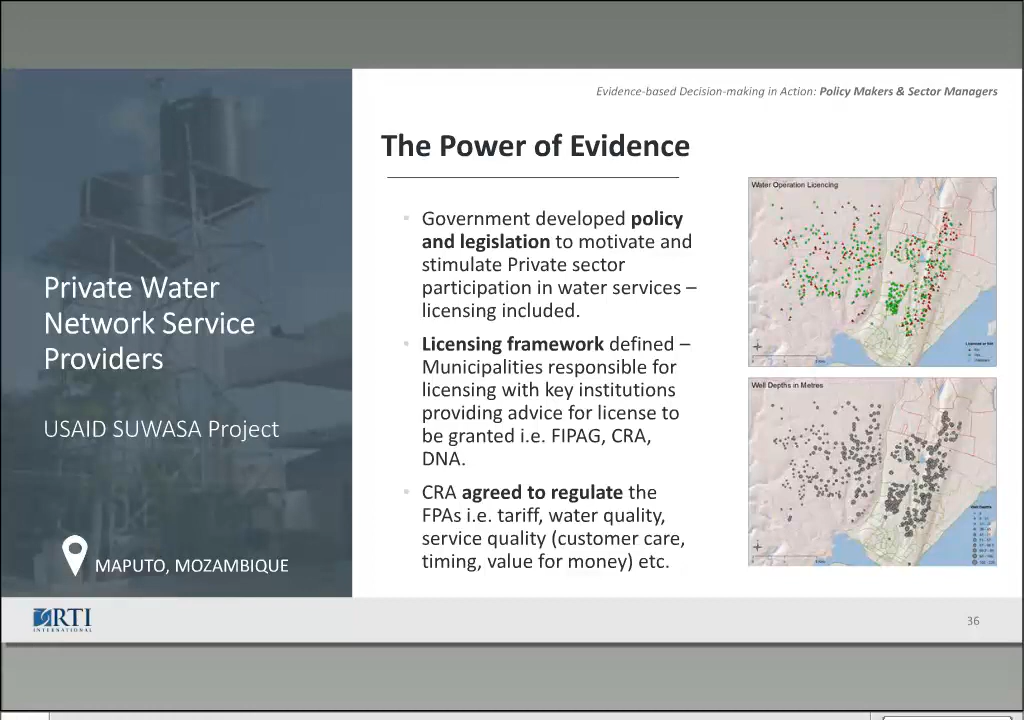 Evidence-based Decision-making in Action: Policy Makers & Sector Managers
The Power of Evidence
Private Water
Network Service
Providers
USAID SUWASA Project
MAPUTO, MOZAMBIQUE
Government developed policy
and legislation to motivate and
stimulate Private sector
participation in water services –
licensing included.
Licensing framework defined –
Municipalities responsible for
licensing with key institutions
providing advice for license to
be granted i.e. FIPAG, CRA,
DNA.
CRA agreed to regulate the
FPAs i.e. tariff, water quality,
service quality (customer care,
timing, value for money) etc.
Water Operation Licencing
Well Depths in Metres
RTI
INTERNATIONAL
36